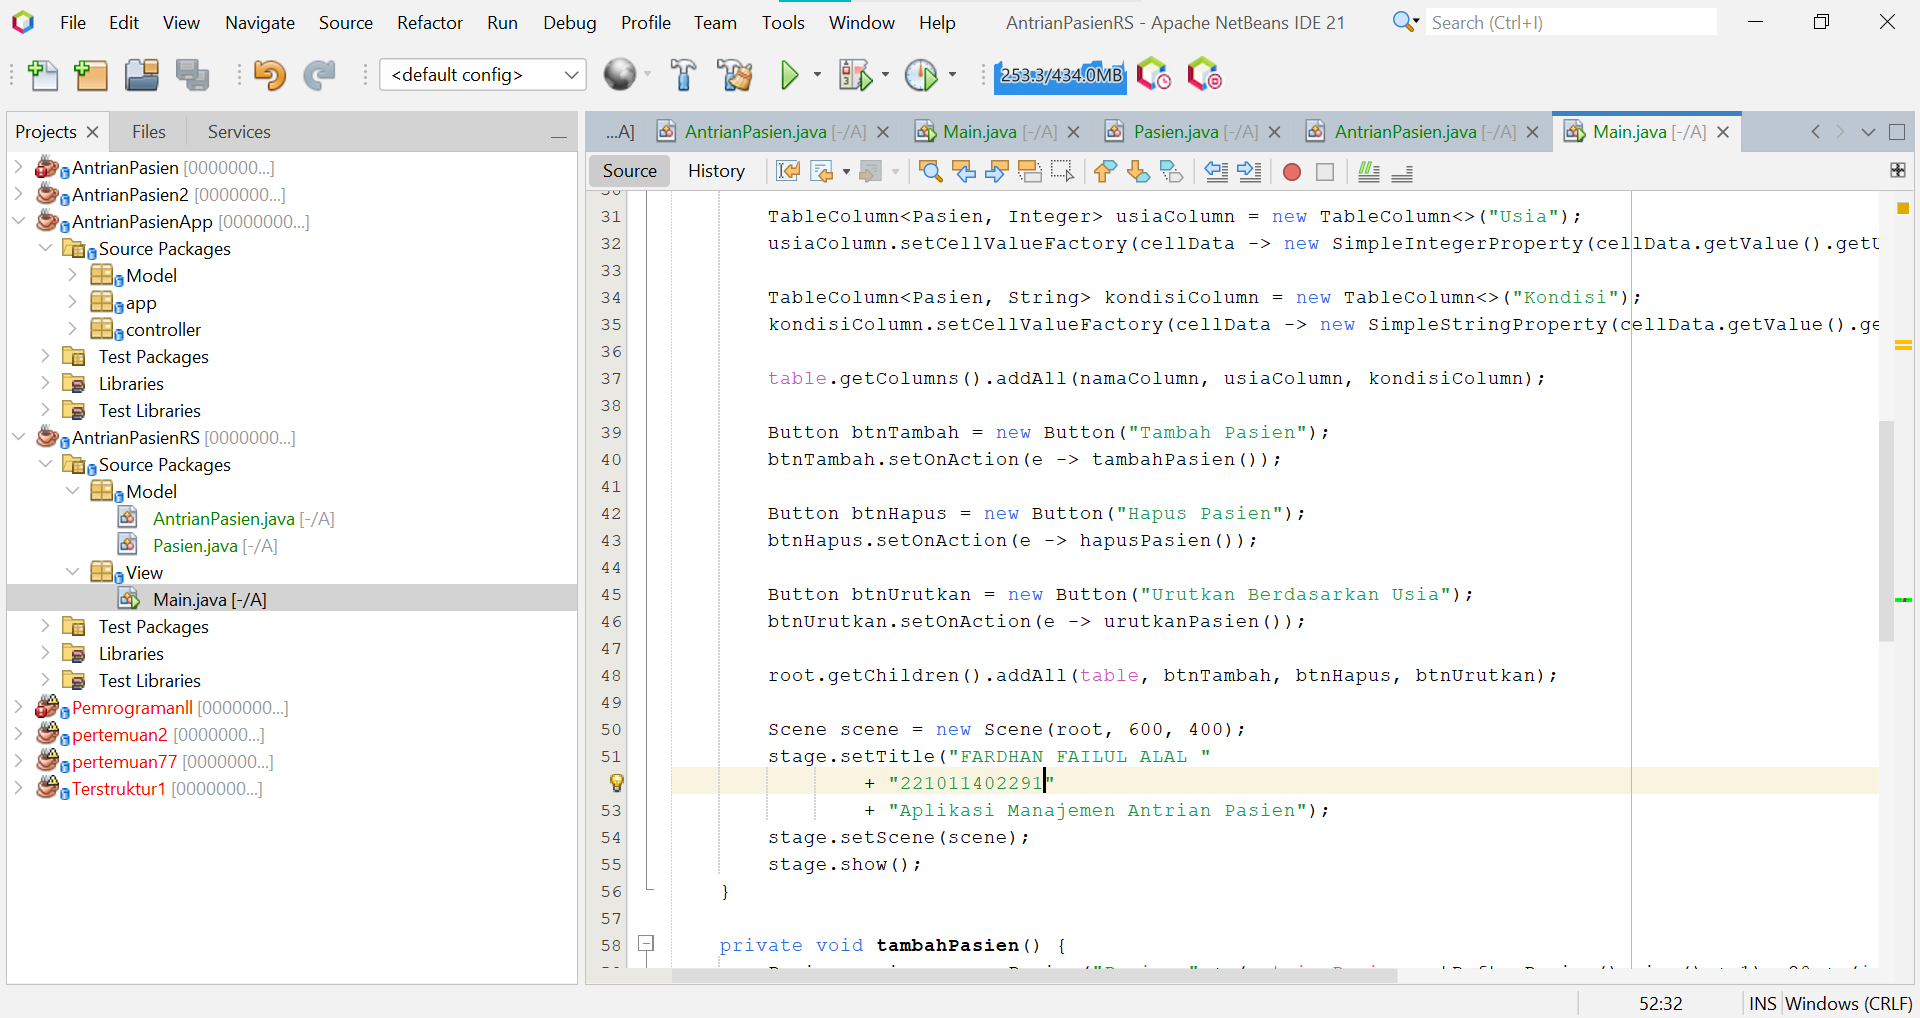 File Edit View Navigate Source Refactor Run Debug Profile Team Tools Window Help AntrianPasienRS - Apache NetBeans IDE 21 Search (Ctrl+I)
<default config> 253.3/434.0MB
Projects Files Services
...A] AntrianPasien.java [-/A] Main.java [-/A] Pasien.java [-/A] AntrianPasien.java [-/A] Main.java [-/A]
Source History
AntrianPasien [0000000...]
AntrianPasien2 [0000000...]
AntrianPasienApp [0000000...]
Source Packages
Model
app
controller
Test Packages
Libraries
Test Libraries
AntrianPasienRS [0000000...]
Source Packages
Model
AntrianPasien.java [-/A]
Pasien.java [-/A]
View
Main.java [-/A]
Test Packages
Libraries
Test Libraries
PemrogramanII [0000000...]
pertemuan2 [0000000...]
pertemuan77 [0000000...]
Terstruktur1 [0000000...]
31 TableColumn<Pasien, Integer> usiaColumn = new TableColumn<>("Usia");
32 usiaColumn.setCellValueFactory(cellData -> new SimpleIntegerProperty(cellData.getValue().getU
33
34 TableColumn<Pasien, String> kondisiColumn = new TableColumn<>("Kondisi");
35 kondisiColumn.setCellValueFactory(cellData -> new SimpleStringProperty(cellData.getValue().ge
36
37 table.getColumns().addAll(namaColumn, usiaColumn, kondisiColumn);
38
39 Button btnTambah = new Button("Tambah Pasien");
40 btnTambah.setOnAction(e -> tambahPasien());
41
42 Button btnHapus = new Button("Hapus Pasien");
43 btnHapus.setOnAction(e -> hapusPasien());
44
45 Button btnUrutkan = new Button("Urutkan Berdasarkan Usia");
46 btnUrutkan.setOnAction(e -> urutkanPasien());
47
48 root.getChildren().addAll(table, btnTambah, btnHapus, btnUrutkan);
49
50 Scene scene = new Scene(root, 600, 400);
51 stage.setTitle("FARDHAN FAILUL ALAL "
+ "221011402291"
53 + "Aplikasi Manajemen Antrian Pasien");
54 stage.setScene(scene);
55 stage.show();
56 }
57
58 private void tambahPasien() {
52:32 INS Windows (CRLF)